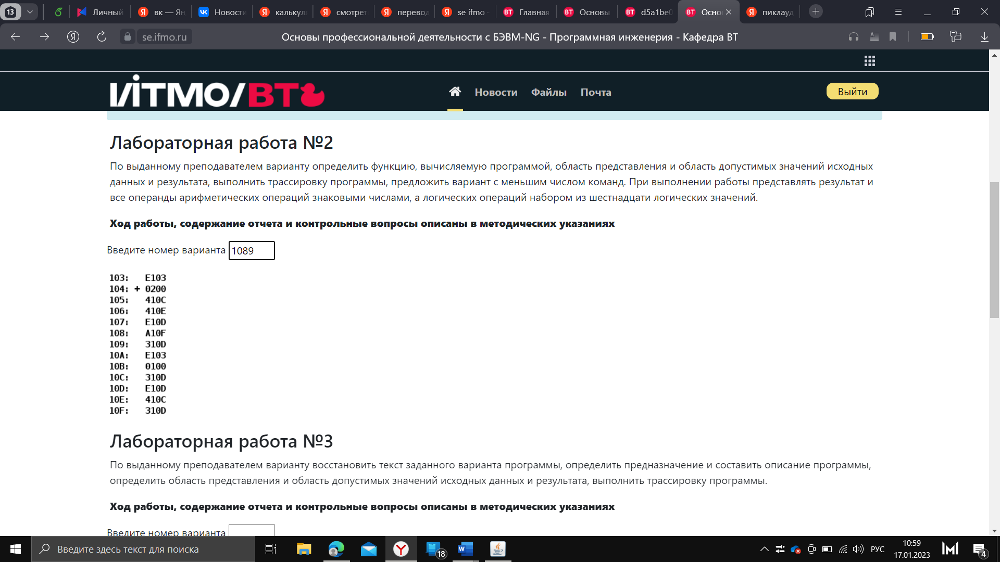 13
Личный
вк — Ян
Новости
калькул
смотрет
перевод
se ifmo -
Главная
Основы
d5a1be0
Осно
пиклауд
se.ifmo.ru
Основы профессиональной деятельности с БЭВМ-NG - Программная инженерия - Кафедра ВТ
ИТМО/ВТ
Новости
Файлы
Почта
Выйти
Лабораторная работа №2
По выданному преподавателем варианту определить функцию, вычисляемую программой, область представления и область допустимых значений исходных
данных и результата, выполнить трассировку программы, предложить вариант с меньшим числом команд. При выполнении работы представлять результат и
все операнды арифметических операций знаковыми числами, а логических операций набором из шестнадцати логических значений.
Ход работы, содержание отчета и контрольные вопросы описаны в методических указаниях
Введите номер варианта 1089
103: E103
104: + 0200
105: 410C
106: 410E
107: E10D
108: A10F
109: 310D
10A: E103
10B: 0100
10C: 310D
10D: E10D
10E: 410C
10F: 310D
Лабораторная работа №3
По выданному преподавателем варианту восстановить текст заданного варианта программы, определить предназначение и составить описание программы,
определить область представления и область допустимых значений исходных данных и результата, выполнить трассировку программы.
Ход работы, содержание отчета и контрольные вопросы описаны в методических указаниях
Введите номер варианта
Введите здесь текст для поиска
18
РУС
10:59
17.01.2023
4